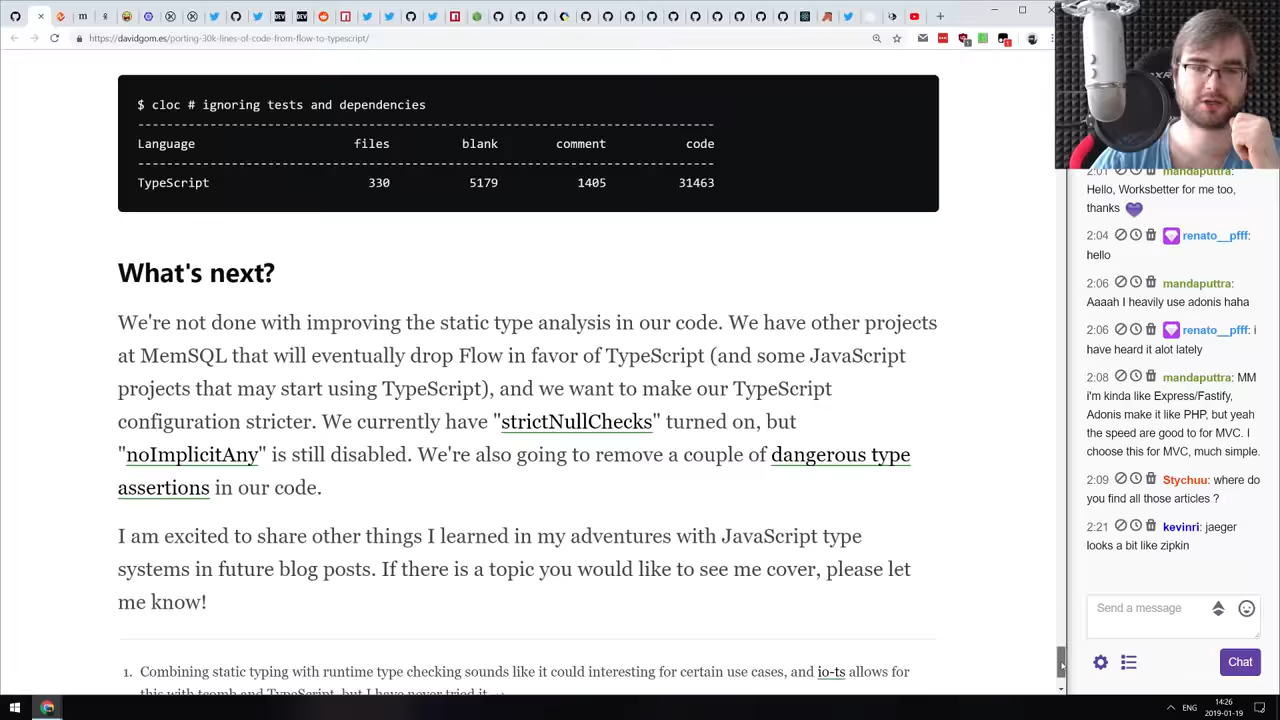 https://davidgom.es/porting-30k-lines-of-code-from-flow-to-typescript/
$ cloc # ignoring tests and dependencies
Language files blank comment code
TypeScript 330 5179 1405 31463
What's next?
We're not done with improving the static type analysis in our code. We have other projects
at MemSQL that will eventually drop Flow in favor of TypeScript (and some JavaScript
projects that may start using TypeScript), and we want to make our TypeScript
configuration stricter. We currently have "strictNullChecks" turned on, but
"noImplicitAny" is still disabled. We're also going to remove a couple of dangerous type
assertions in our code.
I am excited to share other things I learned in my adventures with JavaScript type
systems in future blog posts. If there is a topic you would like to see me cover, please let
me know!
1. Combining static typing with runtime type checking sounds like it could interesting for certain use cases, and io-ts allows for
this with tcomb and TypeScript, but I have never tried it.
2:01 mandaputtra:
Hello, Worksbetter for me too,
thanks
2:04 renato__pfff:
hello
2:06 mandaputtra:
Aaaah I heavily use adonis haha
2:06 renato__pfff: i
have heard it alot lately
2:08 mandaputtra: MM
i'm kinda like Express/Fastify,
Adonis make it like PHP, but yeah
the speed are good to for MVC. I
choose this for MVC, much simple.
2:09 Stychuu: where do
you find all those articles ?
2:21 kevinri: jaeger
looks a bit like zipkin
Send a message
Chat
ENG
14:26
2019-01-19